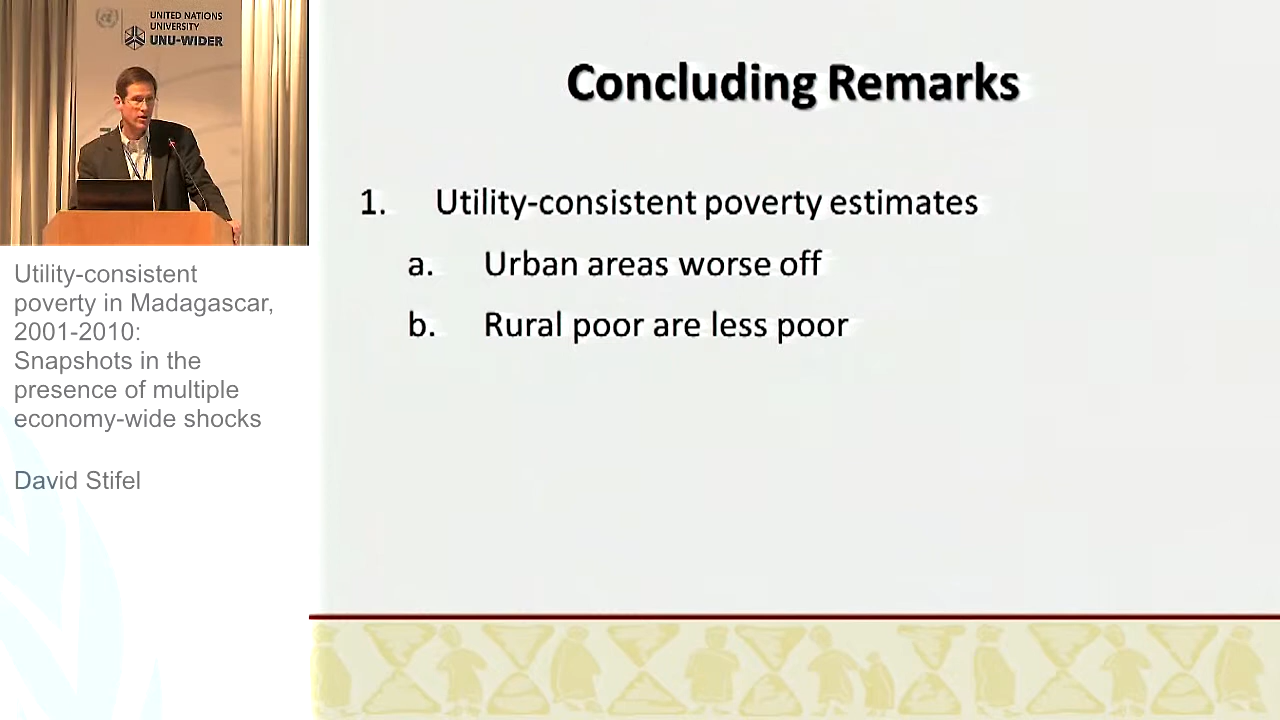 UNITED NATIONS
UNIVERSITY
UNU-WIDER
Utility-consistent
poverty in Madagascar,
2001-2010:
Snapshots in the
presence of multiple
economy-wide shocks
David Stifel
Concluding Remarks
1. Utility-consistent poverty estimates
a. Urban areas worse off
b. Rural poor are less poor